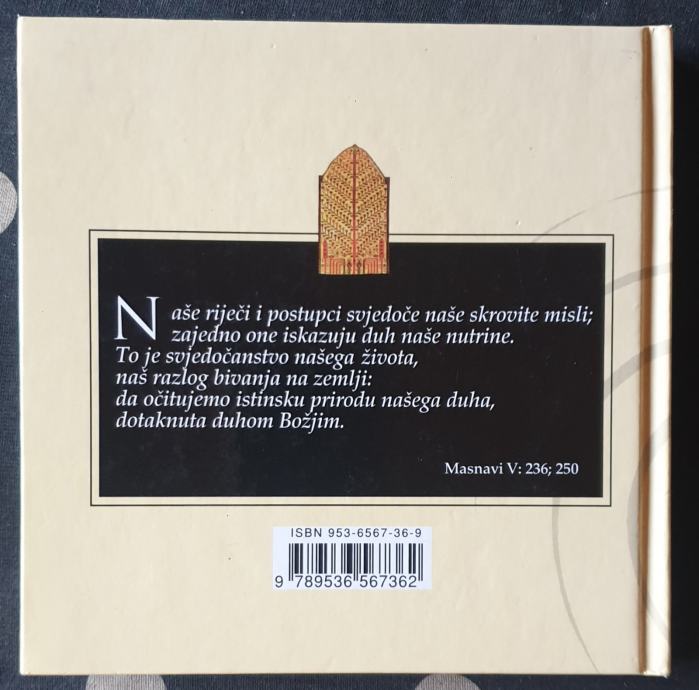 Naše riječi i postupci svjedoče naše skrovite misli;
zajedno one iskazuju duh naše nutrine.
To je svjedočanstvo našega života,
naš razlog bivanja na zemlji:
da očitujemo istinsku prirodu našega duha,
dotaknuta duhom Božjim.
Masnavi V: 236; 250
ISBN 953-6567-36-9
9 789536 567362